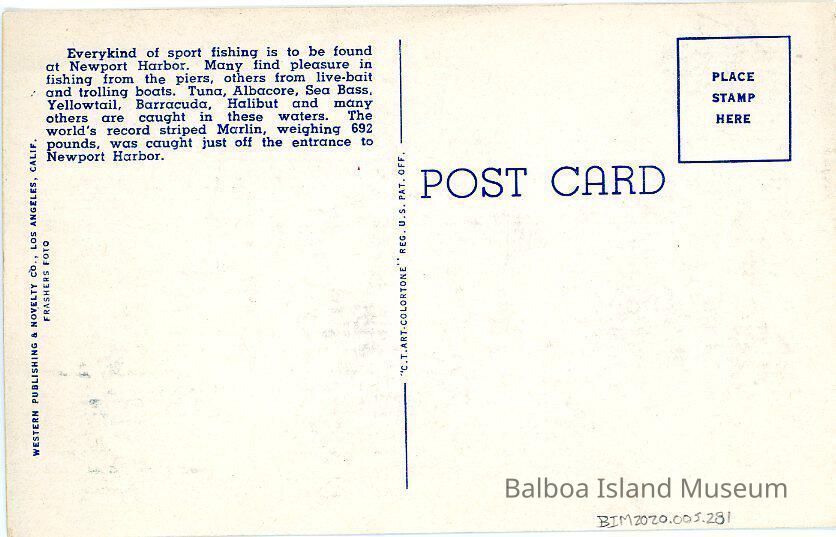 Everykind of sport fishing is to be found
at Newport Harbor. Many find pleasure in
fishing from the piers, others from live-bait
and trolling boats. Tuna, Albacore, Sea Bass,
Yellowtail, Barracuda, Halibut and many
others are caught in these waters. The
world's record striped Marlin, weighing 692
pounds, was caught just off the entrance to
Newport Harbor.
WESTERN PUBLISHING & NOVELTY CO., LOS ANGELES, CALIF.
FRASHERS FOTO
"C.T. ART-COLORTONE" REG. U.S. PAT. OFF.
POST CARD
PLACE
STAMP
HERE
Balboa Island Museum
BIM2020.005.281